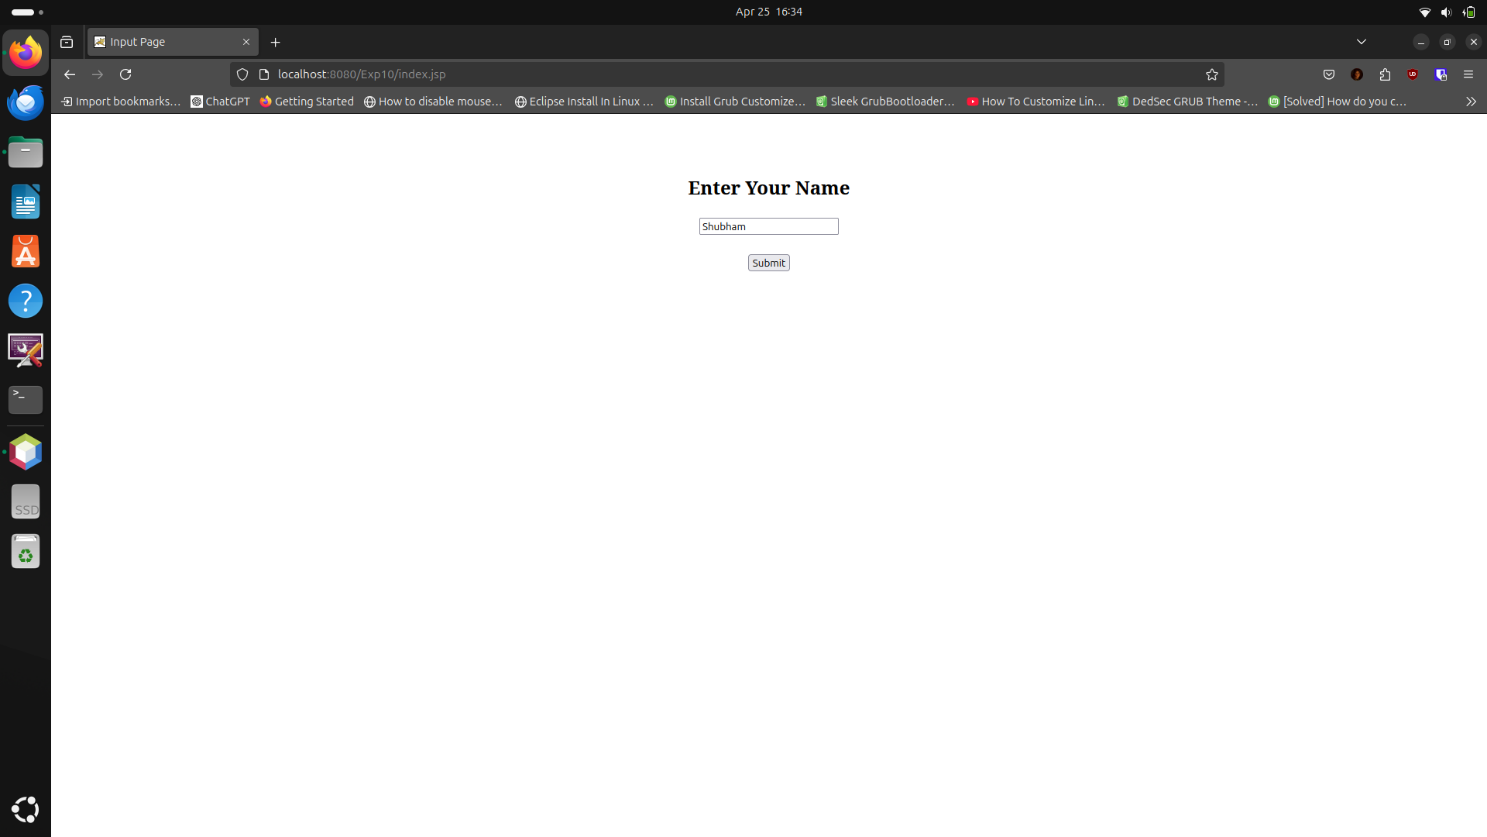 Apr 25 16:34
Input Page
localhost:8080/Exp10/index.jsp
Import bookmarks...
ChatGPT
Getting Started
How to disable mouse...
Eclipse Install In Linux ...
Install Grub Customize...
Sleek GrubBootloader...
How To Customize Lin...
DedSec GRUB Theme -...
[Solved] How do you c...
Enter Your Name
Shubham
Submit
>_
SSD